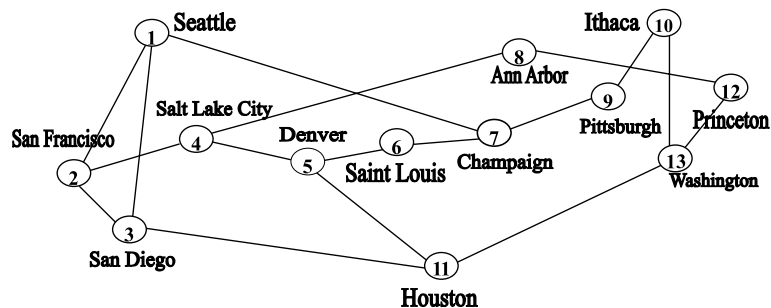 Seattle
1
Ithaca
10
8
Ann Arbor
12
Princeton
9
Pittsburgh
Salt Lake City
4
San Francisco
2
Denver
5
6
Saint Louis
7
Champaign
13
Washington
3
San Diego
11
Houston